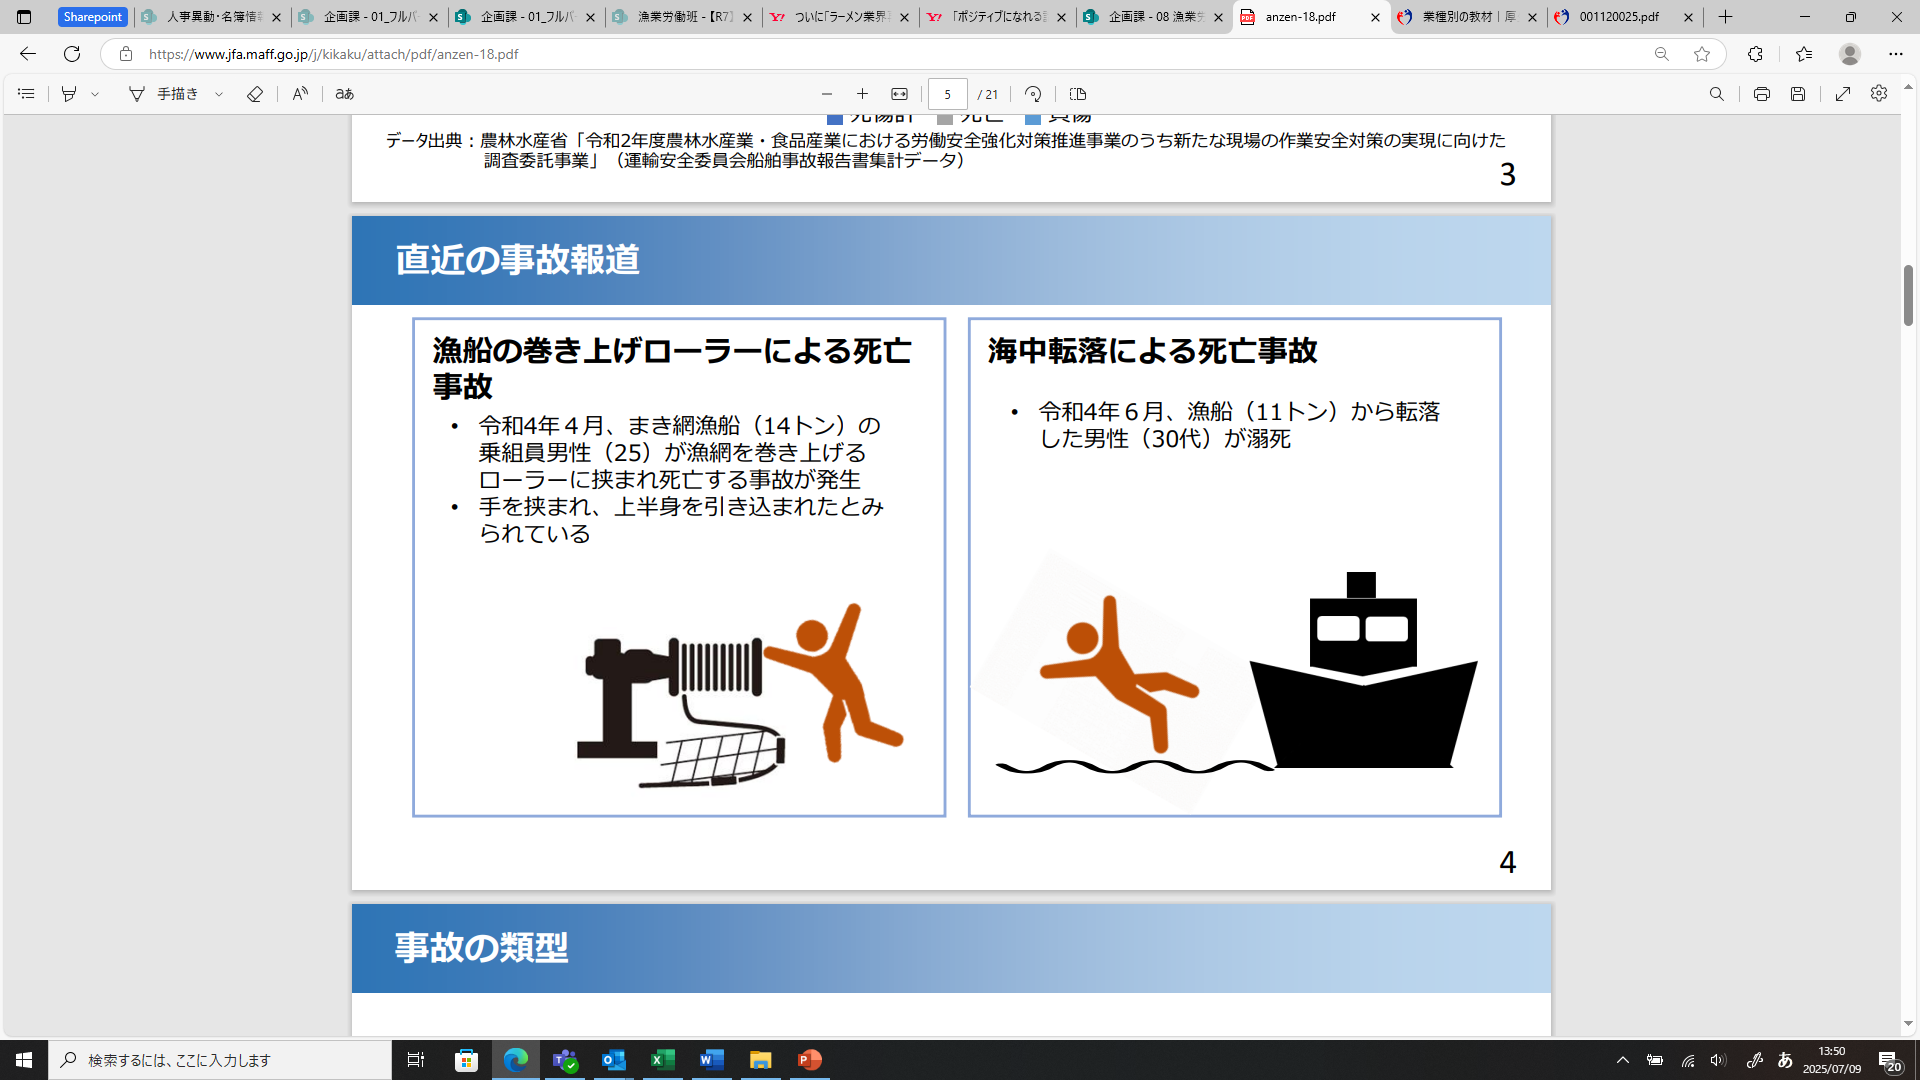 Sharepoint
人事異動・名簿情
企画課 - 01_フルバ
企画課 - 01_フルバ
漁業労働班 - 【R7】
ついに「ラーメン業界
「ポジティブになれる
企画課 - 08 漁業
anzen-18.pdf
業種別の教材｜厚
001120025.pdf
https://www.jfa.maff.go.jp/j/kikaku/attach/pdf/anzen-18.pdf
手描き
aあ
5
/ 21
死傷計 死亡 負傷
データ出典：農林水産省「令和2年度農林水産業・食品産業における労働安全強化対策推進事業のうち新たな現場の作業安全対策の実現に向けた
調査委託事業」（運輸安全委員会船舶事故報告書集計データ）
3
直近の事故報道
漁船の巻き上げローラーによる死亡
事故
• 令和4年４月、まき網漁船（14トン）の
乗組員男性（25）が漁網を巻き上げる
ローラーに挟まれ死亡する事故が発生
• 手を挟まれ、上半身を引き込まれたとみ
られている
海中転落による死亡事故
• 令和4年６月、漁船（11トン）から転落
した男性（30代）が溺死
4
事故の類型
検索するには、ここに入力します
あ
13:50
2025/07/09
20